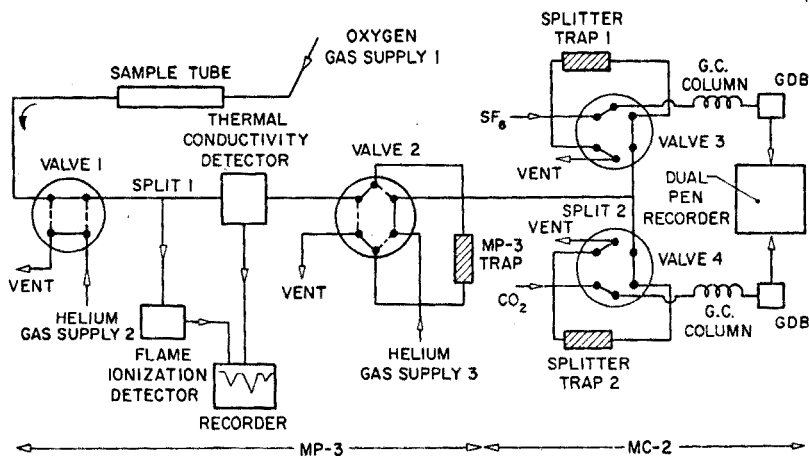 OXYGEN
GAS SUPPLY 1
SAMPLE TUBE
THERMAL
CONDUCTIVITY
DETECTOR
VALVE 1
SPLIT 1
VALVE 2
VENT
HELIUM
GAS SUPPLY 2
FLAME
IONIZATION
DETECTOR
RECORDER
VENT
HELIUM
GAS SUPPLY 3
MP-3
TRAP
SPLITTER
TRAP 1
G.C.
COLUMN
GDB
SF6
VALVE 3
VENT
DUAL
PEN
RECORDER
SPLIT 2
VENT
VALVE 4
CO2
G.C.
COLUMN
GDB
SPLITTER
TRAP 2
MP-3
MC-2